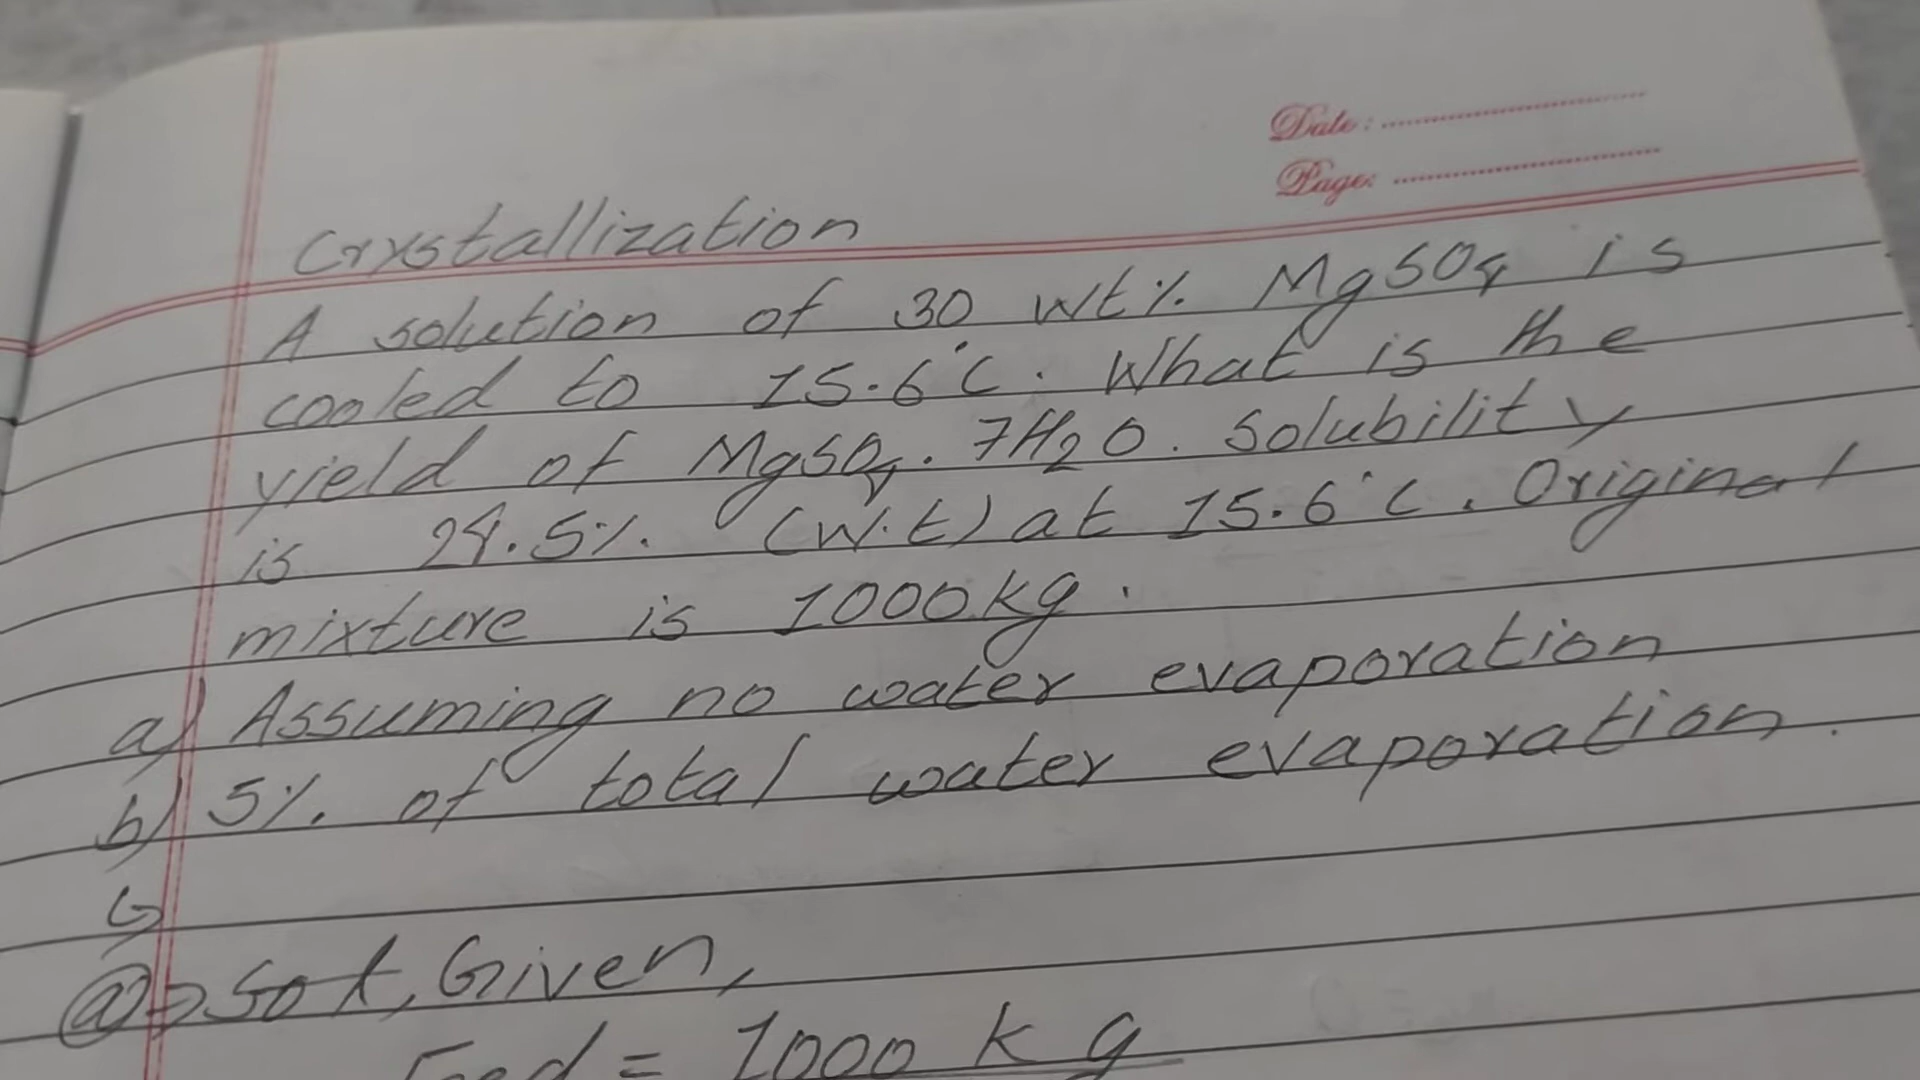 Date: ....................
Page: ....................
Crystallization
A solution of 30 wt% MgSO4 is
cooled to 15.6°C. What is the
yield of MgSO4. 7H2O. Solubility
is 24.5% (w.t) at 15.6°C. Original
mixture is 1000kg.
a) Assuming no water evaporation
b) 5% of total water evaporation.
@⇒ Sol, Given,
Feed = 1000 kg